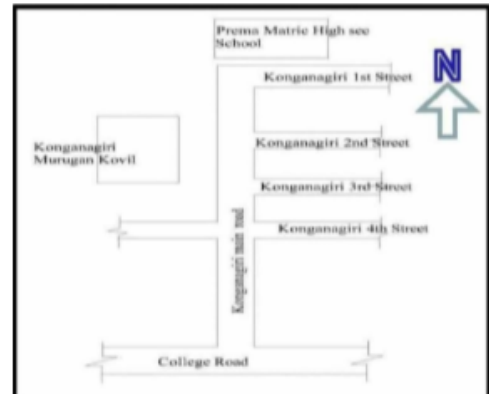 Prema Matric High see
School
Konganagiri 1st Street
N
Konganagiri 2nd Street
Konganagiri
Murugan Kovil
Konganagiri 3rd Street
Konganagiri 4th Street
Konganagiri main road
College Road